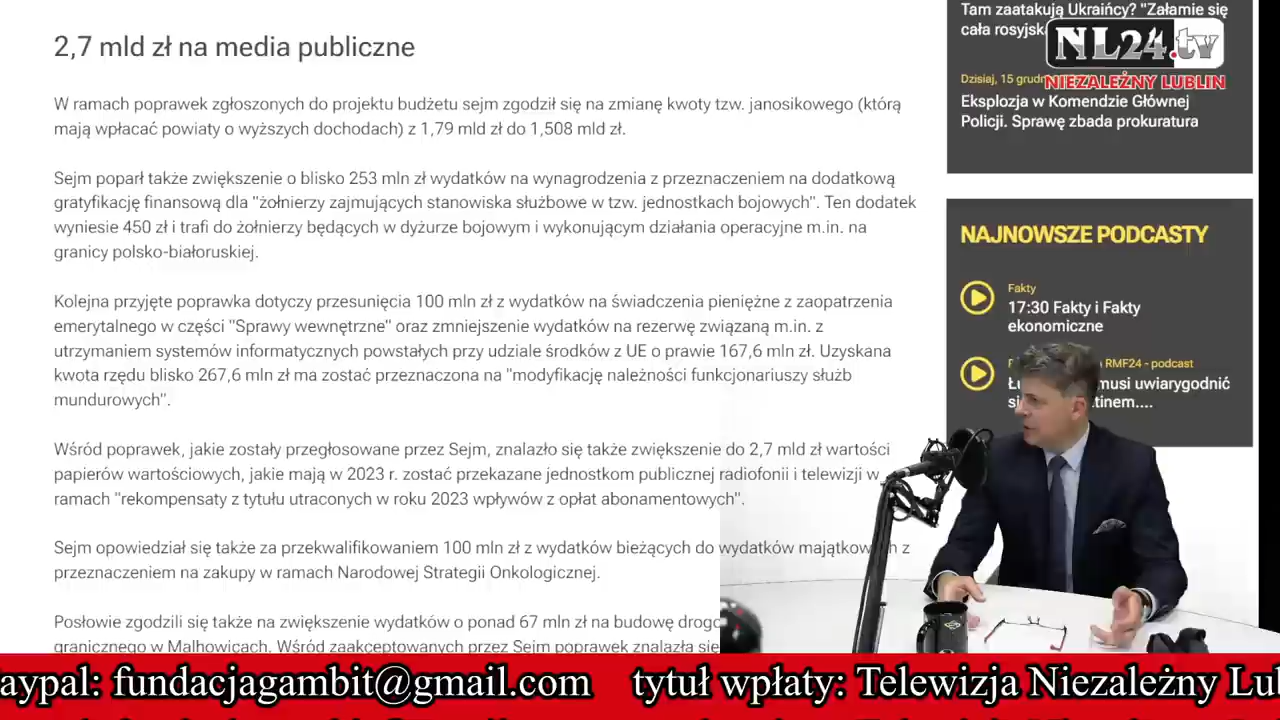 2,7 mld zł na media publiczne
W ramach poprawek zgłoszonych do projektu budżetu sejm zgodził się na zmianę kwoty tzw. janosikowego (którą
mają wpłacać powiaty o wyższych dochodach) z 1,79 mld zł do 1,508 mld zł.
Sejm poparł także zwiększenie o blisko 253 mln zł wydatków na wynagrodzenia z przeznaczeniem na dodatkową
gratyfikację finansową dla "żołnierzy zajmujących stanowiska służbowe w tzw. jednostkach bojowych". Ten dodatek
wyniesie 450 zł i trafi do żołnierzy będących w dyżurze bojowym i wykonującym działania operacyjne m.in. na
granicy polsko-białoruskiej.
Kolejna przyjęte poprawka dotyczy przesunięcia 100 mln zł z wydatków na świadczenia pieniężne z zaopatrzenia
emerytalnego w części "Sprawy wewnętrzne" oraz zmniejszenie wydatków na rezerwę związaną m.in. z
utrzymaniem systemów informatycznych powstałych przy udziale środków z UE o prawie 167,6 mln zł. Uzyskana
kwota rzędu blisko 267,6 mln zł ma zostać przeznaczona na "modyfikację należności funkcjonariuszy służb
mundurowych".
Wśród poprawek, jakie zostały przegłosowane przez Sejm, znalazło się także zwiększenie do 2,7 mld zł wartości
papierów wartościowych, jakie mają w 2023 r. zostać przekazane jednostkom publicznej radiofonii i telewizji w
ramach "rekompensaty z tytułu utraconych w roku 2023 wpływów z opłat abonamentowych".
Sejm opowiedział się także za przekwalifikowaniem 100 mln zł z wydatków bieżących do wydatków z
przeznaczeniem na zakupy w ramach Narodowej Strategii Onkologicznej.
Posłowie zgodzili się także na zwiększenie wydatków o ponad 67 mln zł na budowę
granicznego w Malhowicach. Wśród zaakceptowanych przez Sejm poprawek znalazła się
Tam zaatakują Ukraińcy? "Załamie się
cała
NL24.tv
NIEZALEŻNY LUBLIN
Dzisiaj, 15
Eksplozja w Komendzie Głównej
Policji. Sprawę zbada prokuratura
NAJNOWSZE PODCASTY
Fakty
17:30 Fakty i Fakty
ekonomiczne
RMF24 - podcast
musi uwiarygodnić
aypal: fundacjagambit@gmail.com tytuł wpłaty: Telewizja Niezależny Lu